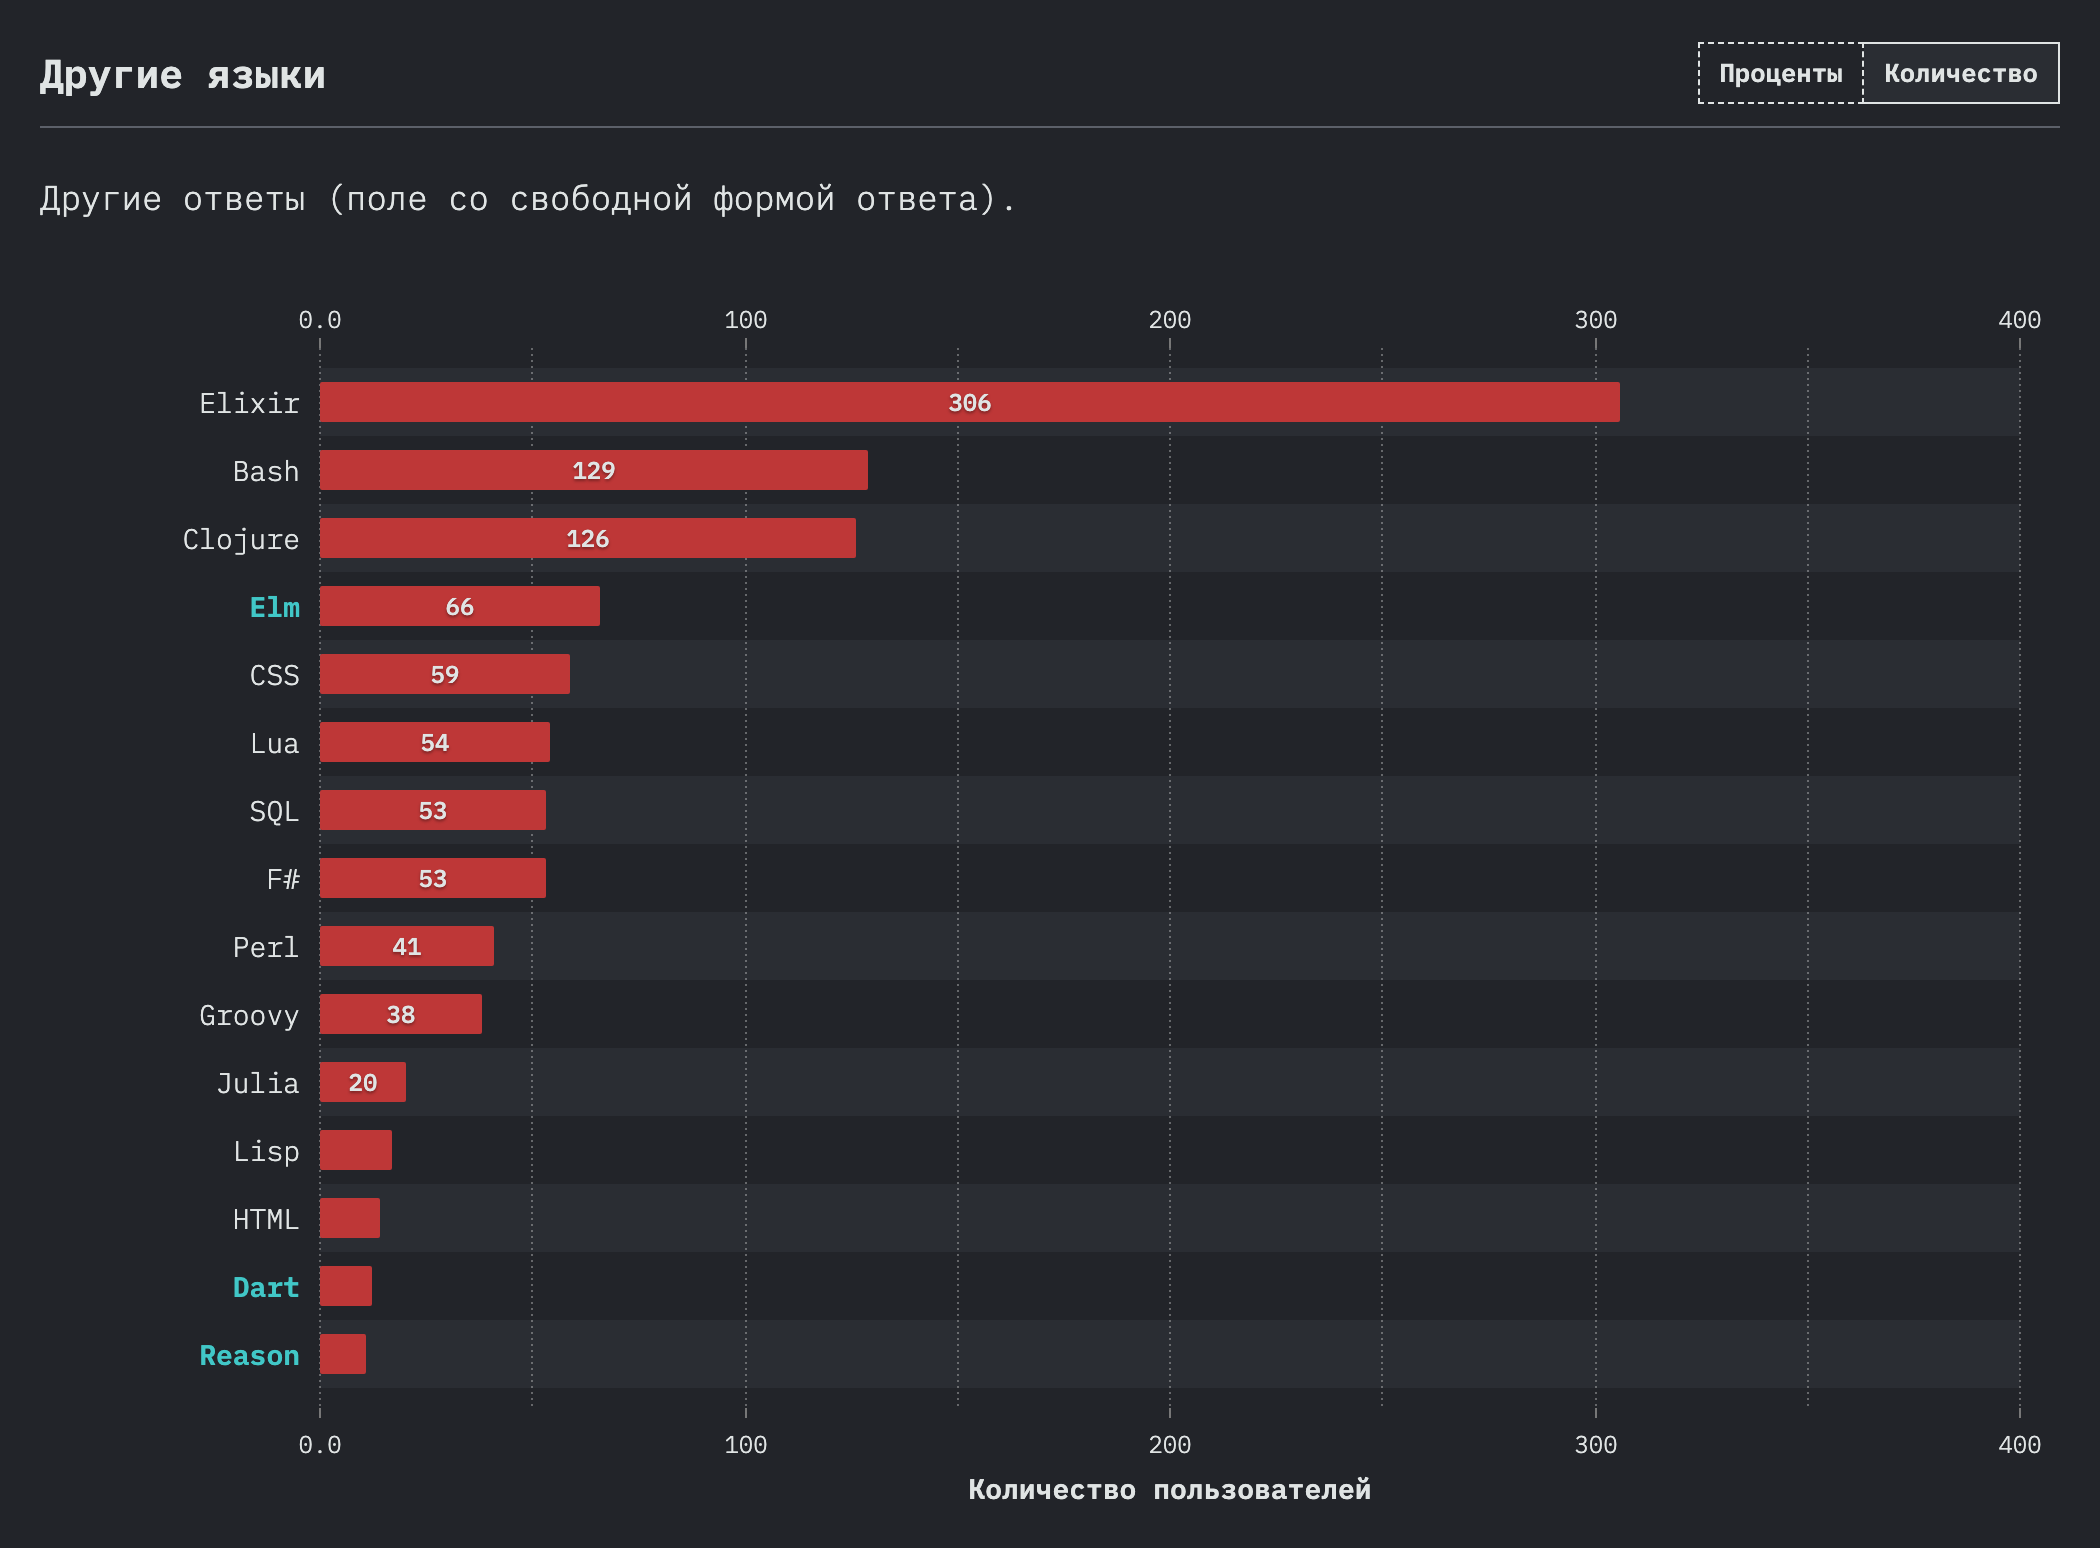 Другие языки
Проценты Количество
Другие ответы (поле со свободной формой ответа).
0.0 100 200 300 400
Elixir 306
Bash 129
Clojure 126
Elm 66
CSS 59
Lua 54
SQL 53
F# 53
Perl 41
Groovy 38
Julia 20
Lisp
HTML
Dart
Reason
0.0 100 200 300 400
Количество пользователей